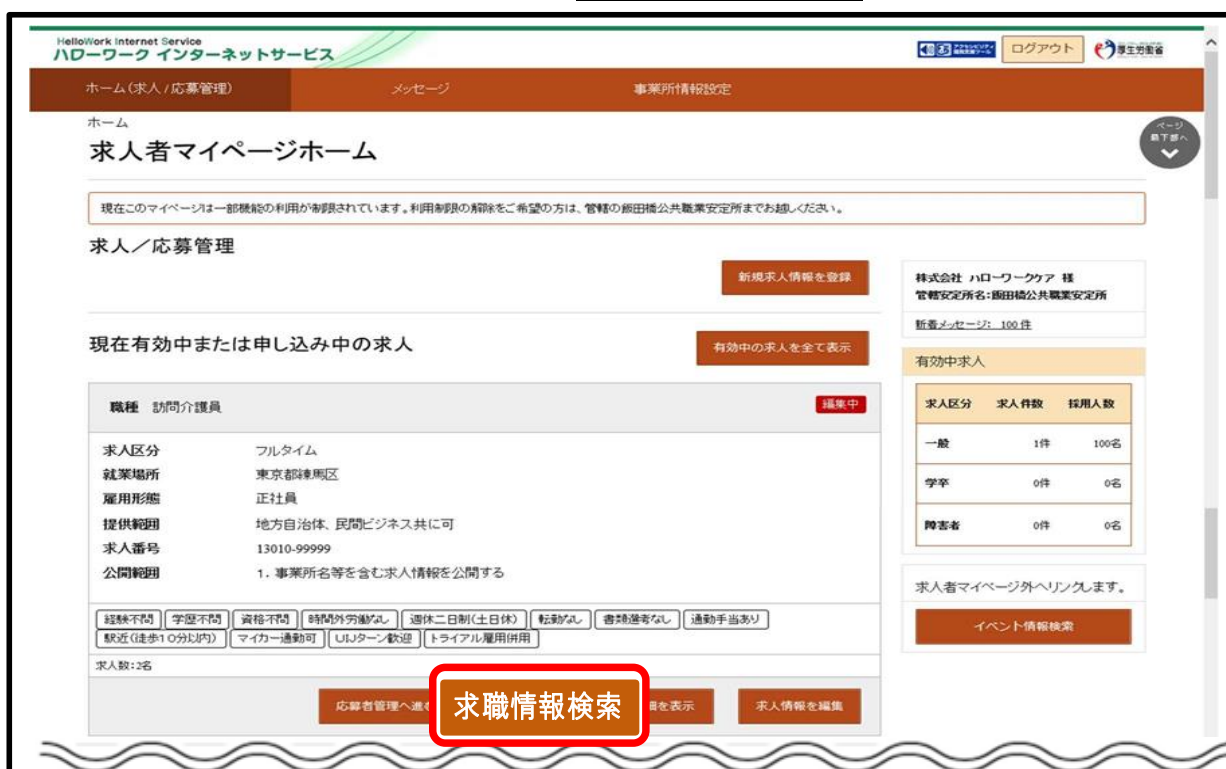 HelloWork Internet Service
ハローワーク インターネットサービス
ログアウト
厚生労働省
ホーム(求人/応募管理)
メッセージ
事業所情報設定
ホーム
求人者マイページホーム
ページ
最下部へ
現在このマイページは一部機能の利用が制限されています。利用制限の解除をご希望の方は、管轄の飯田橋公共職業安定所までお越しください。
求人／応募管理
新規求人情報を登録
株式会社 ハローワークケア 様
管轄安定所名:飯田橋公共職業安定所
新着メッセージ: 100件
現在有効中または申し込み中の求人
有効中の求人を全て表示
有効中求人
求人区分 求人件数 採用人数
一般 1件 100名
学卒 0件 0名
障害者 0件 0名
職種 訪問介護員
編集中
求人区分 フルタイム
就業場所 東京都練馬区
雇用形態 正社員
提供範囲 地方自治体、民間ビジネス共に可
求人番号 13010-99999
公開範囲 1. 事業所名等を含む求人情報を公開する
求人者マイページ外へリンクします。
イベント情報検索
経験不問 学歴不問 資格不問 時間外労働なし 週休二日制(土日休) 転勤なし 書類選考なし 通勤手当あり
駅近(徒歩10分以内) マイカー通勤可 UIJターン歓迎 トライアル雇用併用
求人数:2名
応募者管理へ進む
求職情報検索
を表示
求人情報を編集